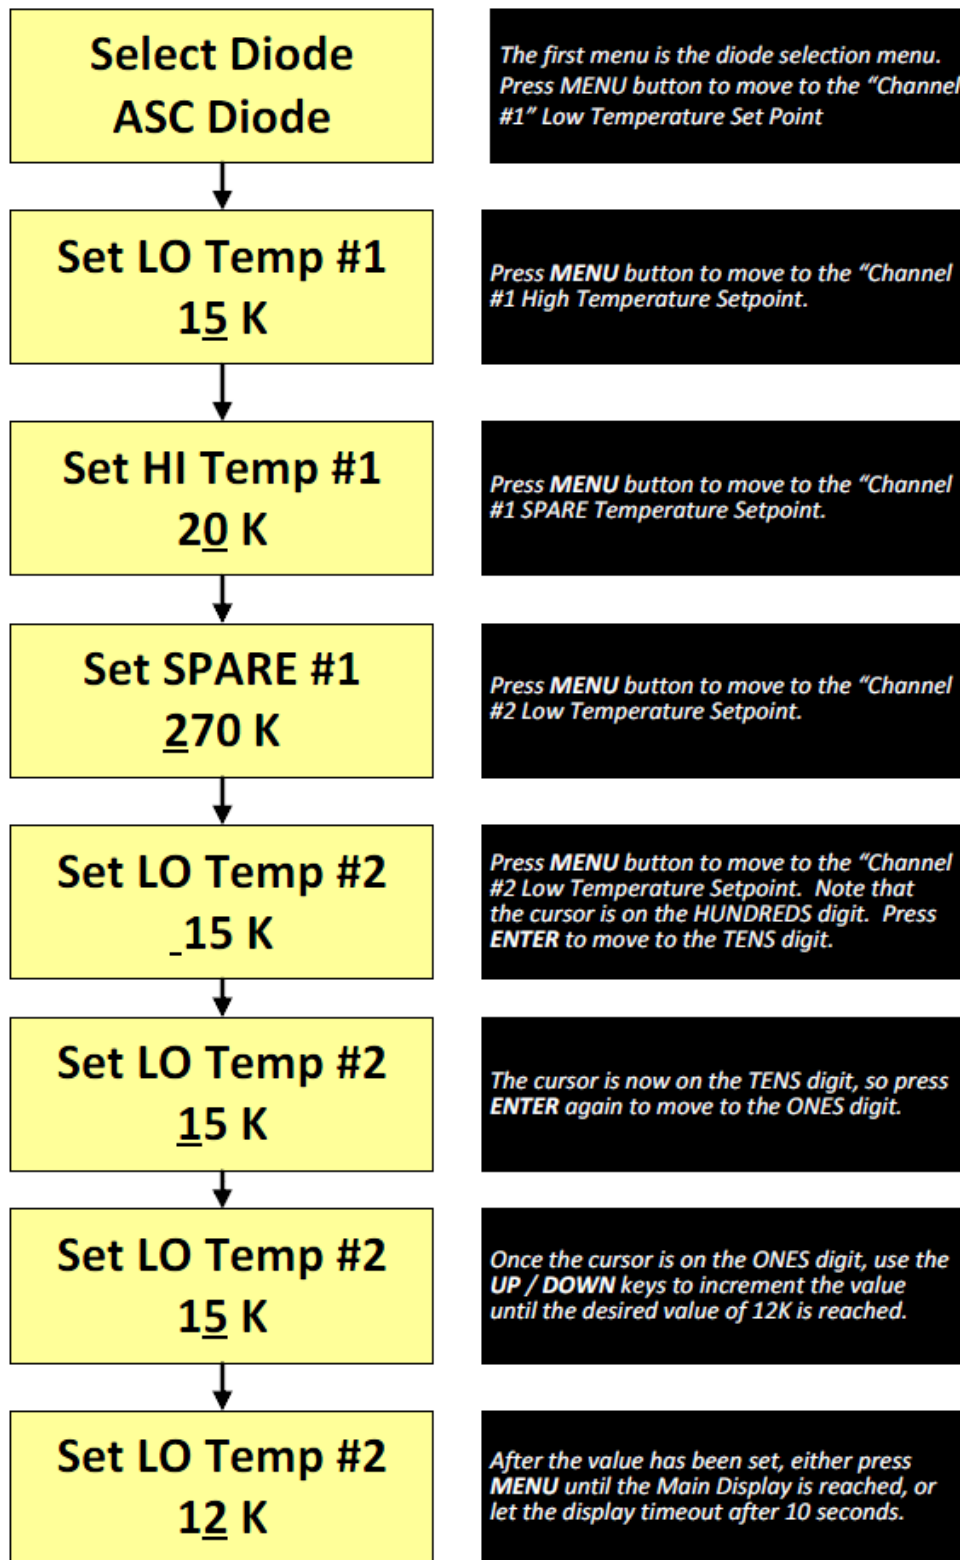 Select Diode
ASC Diode
The first menu is the diode selection menu.
Press MENU button to move to the “Channel
#1” Low Temperature Set Point
Set LO Temp #1
15 K
Press MENU button to move to the “Channel
#1 High Temperature Setpoint.
Set HI Temp #1
20 K
Press MENU button to move to the “Channel
#1 SPARE Temperature Setpoint.
Set SPARE #1
270 K
Press MENU button to move to the “Channel
#2 Low Temperature Setpoint.
Set LO Temp #2
_15 K
Press MENU button to move to the “Channel
#2 Low Temperature Setpoint. Note that
the cursor is on the HUNDREDS digit. Press
ENTER to move to the TENS digit.
Set LO Temp #2
15 K
The cursor is now on the TENS digit, so press
ENTER again to move to the ONES digit.
Set LO Temp #2
15 K
Once the cursor is on the ONES digit, use the
UP / DOWN keys to increment the value
until the desired value of 12K is reached.
Set LO Temp #2
12 K
After the value has been set, either press
MENU until the Main Display is reached, or
let the display timeout after 10 seconds.